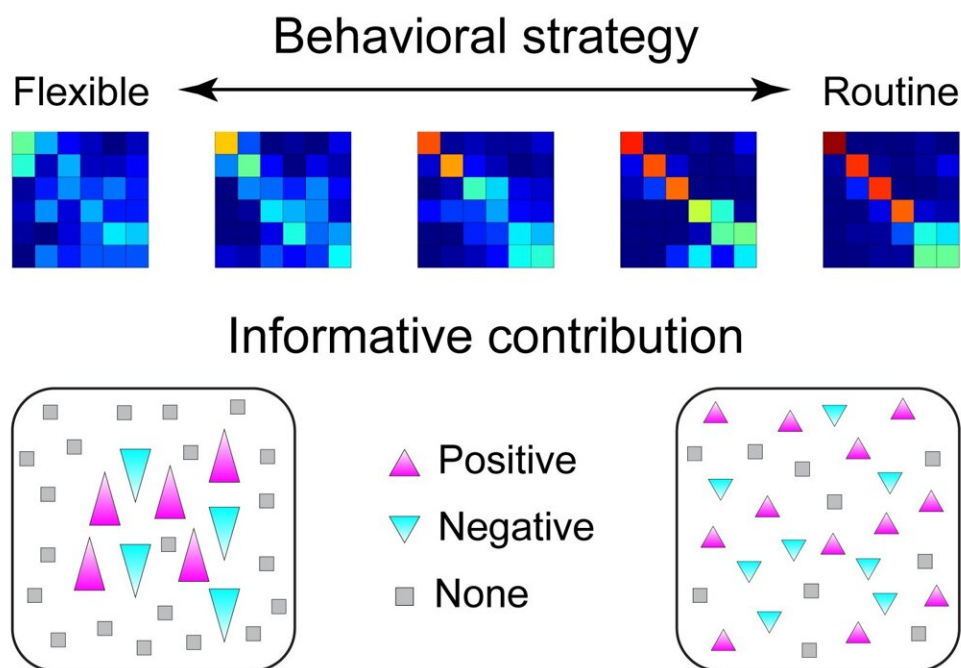 Behavioral strategy
Flexible
Routine
Informative contribution
Positive
Negative
None